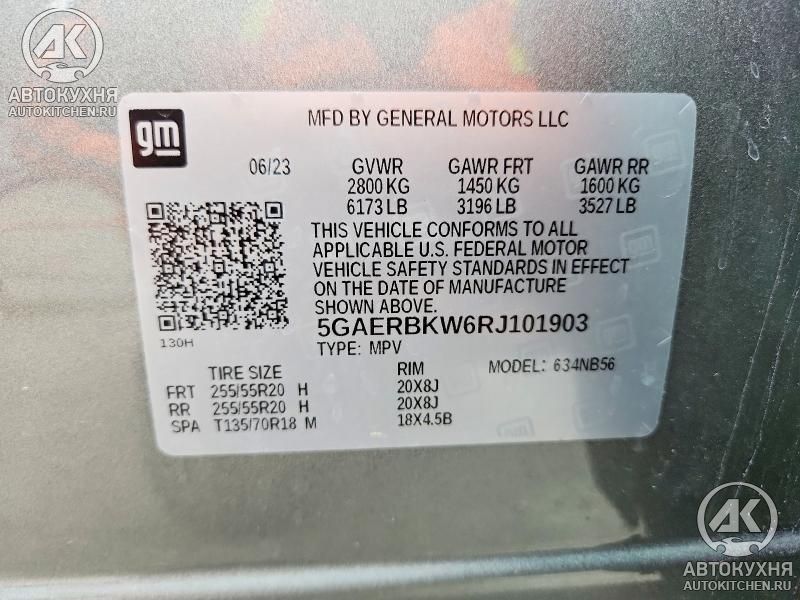 AK
АВТОКУХНЯ
AUTOKITCHEN.RU
gm
MFD BY GENERAL MOTORS LLC
06/23 GVWR GAWR FRT GAWR RR
2800 KG 1450 KG 1600 KG
6173 LB 3196 LB 3527 LB
THIS VEHICLE CONFORMS TO ALL
APPLICABLE U.S. FEDERAL MOTOR
VEHICLE SAFETY STANDARDS IN EFFECT
ON THE DATE OF MANUFACTURE
SHOWN ABOVE.
5GAERBKW6RJ101903
130H
TYPE: MPV MODEL: 634NB56
TIRE SIZE RIM
FRT 255/55R20 H 20X8J
RR 255/55R20 H 20X8J
SPA T135/70R18 M 18X4.5B
gm
AK
АВТОКУХНЯ
AUTOKITCHEN.RU